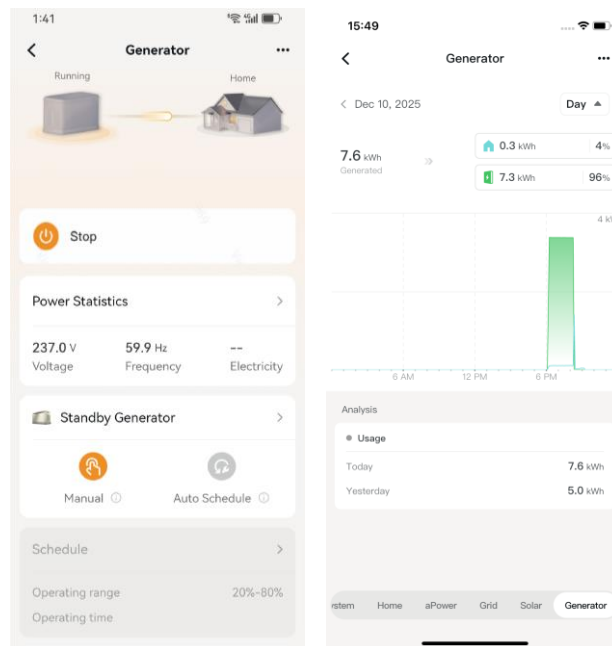 1:41
Generator
Running
Home
Stop
Power Statistics
237.0 V
59.9 Hz
--
Voltage
Frequency
Electricity
Standby Generator
Manual
Auto Schedule
Schedule
Operating range
20%~80%
Operating time
15:49
Generator
Dec 10, 2025
Day
7.6 kWh
Generated
0.3 kWh
4%
7.3 kWh
96%
6 AM
12 PM
6 PM
Analysis
Usage
Today
7.6 kWh
Yesterday
5.0 kWh
Home
aPower
Grid
Solar
Generator